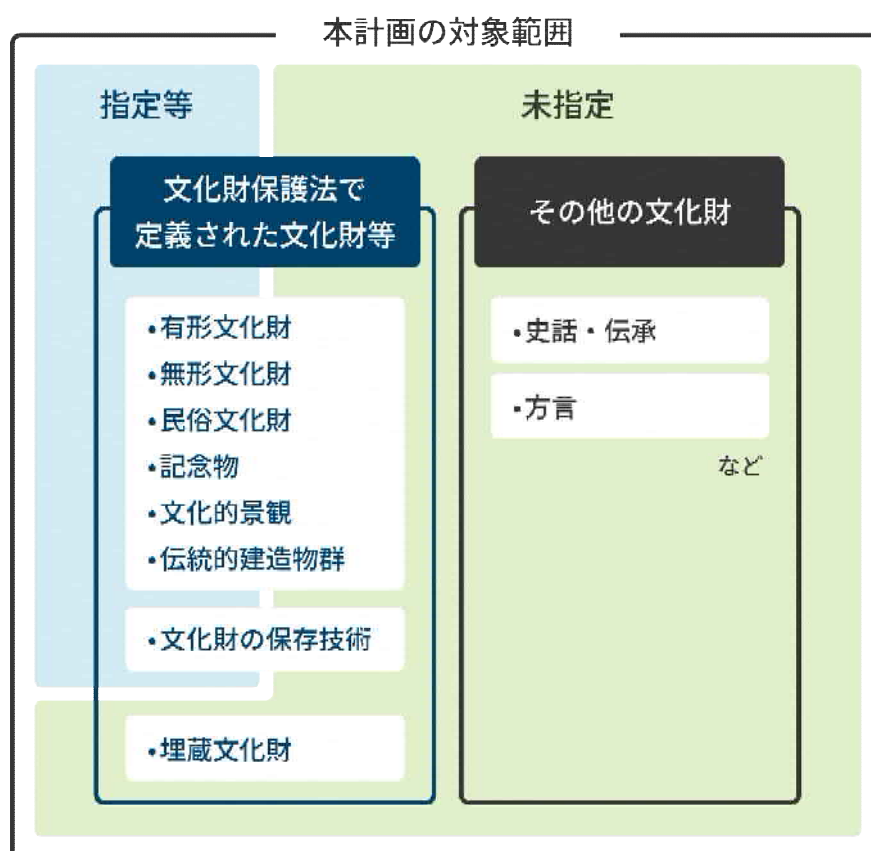 本計画の対象範囲
指定等
未指定
文化財保護法で
定義された文化財等
•有形文化財
•無形文化財
•民俗文化財
•記念物
•文化的景観
•伝統的建造物群
•文化財の保存技術
•埋蔵文化財
その他の文化財
•史話・伝承
•方言
など